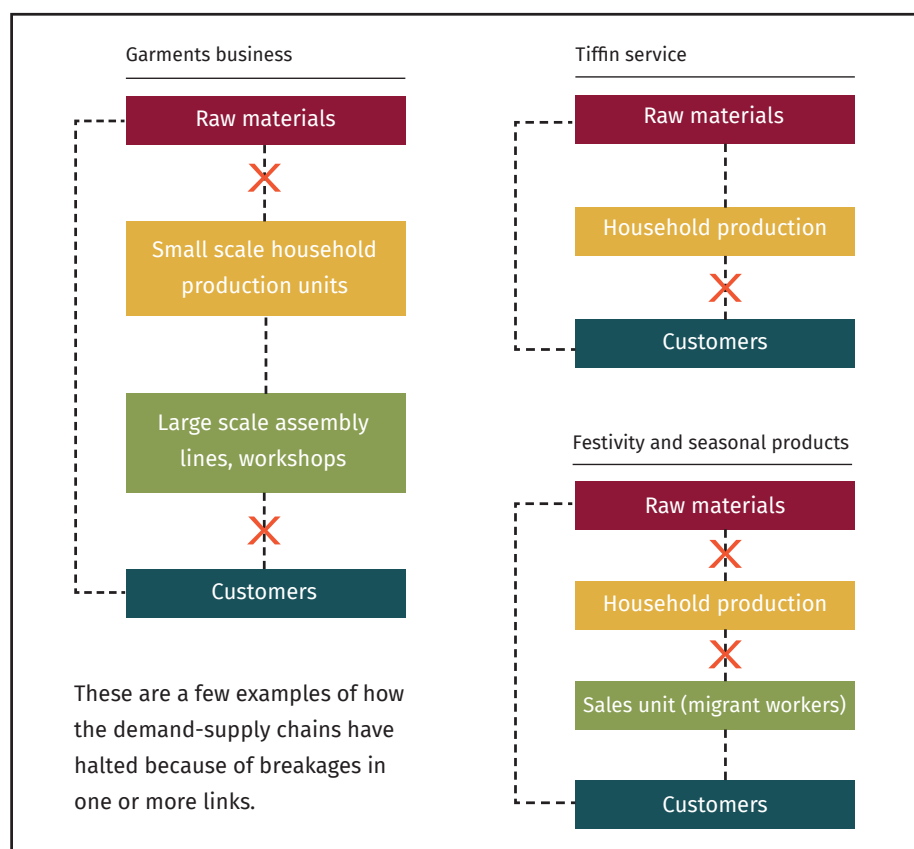 Garments business
Raw materials
Small scale household
production units
Large scale assembly
lines, workshops
Customers
These are a few examples of how
the demand-supply chains have
halted because of breakages in
one or more links.
Tiffin service
Raw materials
Household production
Customers
Festivity and seasonal products
Raw materials
Household production
Sales unit (migrant workers)
Customers